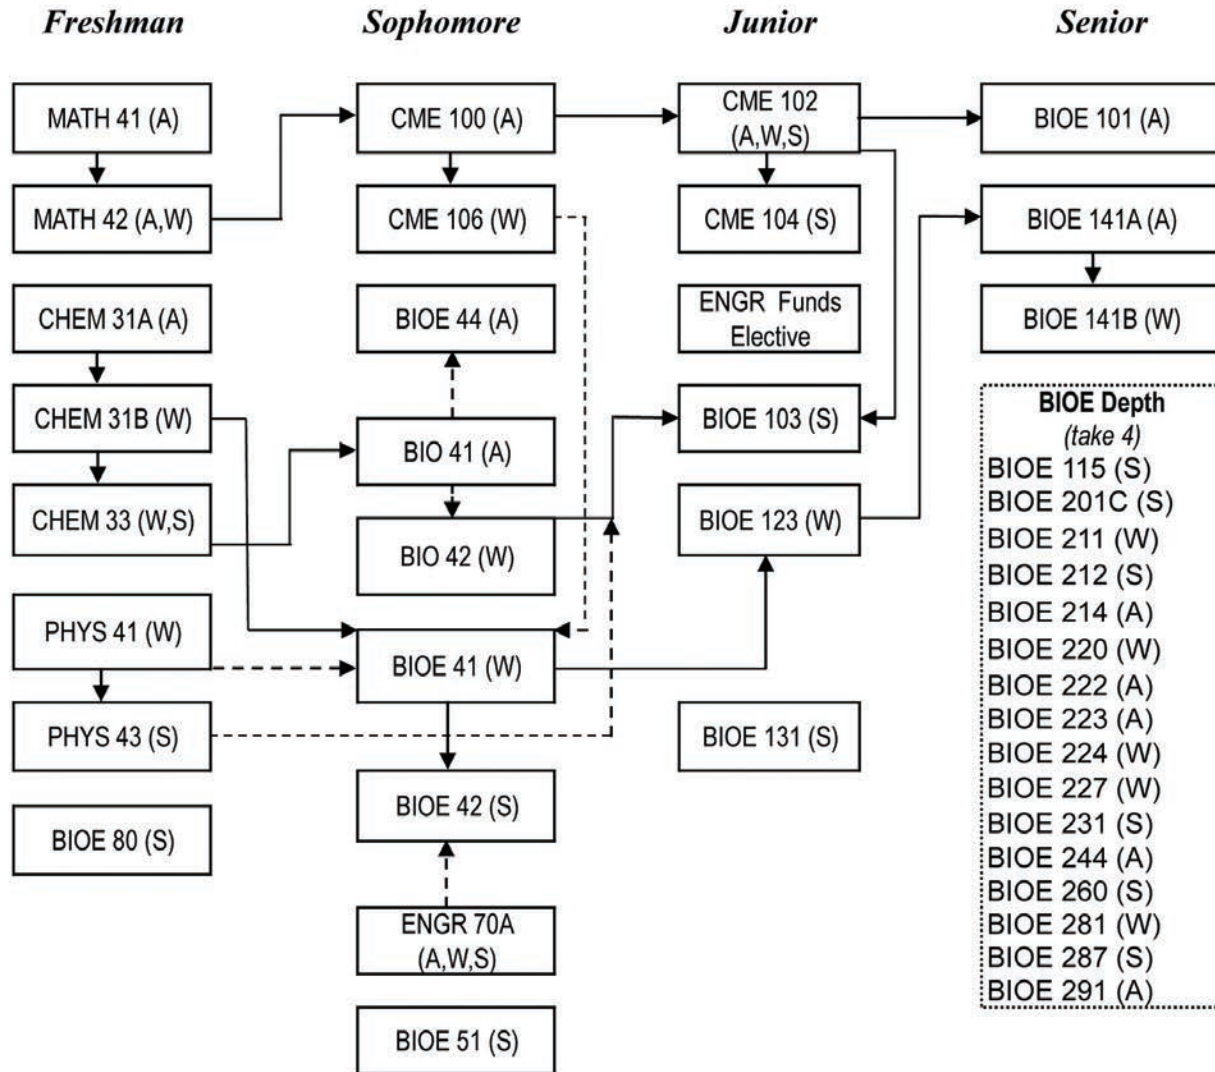 Freshman
Sophomore
Junior
Senior
MATH 41 (A)
MATH 42 (A,W)
CHEM 31A (A)
CHEM 31B (W)
CHEM 33 (W,S)
PHYS 41 (W)
PHYS 43 (S)
BIOE 80 (S)
CME 100 (A)
CME 106 (W)
BIOE 44 (A)
BIO 41 (A)
BIO 42 (W)
BIOE 41 (W)
BIOE 42 (S)
ENGR 70A
(A,W,S)
BIOE 51 (S)
CME 102
(A,W,S)
CME 104 (S)
ENGR Funds
Elective
BIOE 103 (S)
BIOE 123 (W)
BIOE 131 (S)
BIOE 101 (A)
BIOE 141A (A)
BIOE 141B (W)
BIOE Depth
(take 4)
BIOE 115 (S)
BIOE 201C (S)
BIOE 211 (W)
BIOE 212 (S)
BIOE 214 (A)
BIOE 220 (W)
BIOE 222 (A)
BIOE 223 (A)
BIOE 224 (W)
BIOE 227 (W)
BIOE 231 (S)
BIOE 244 (A)
BIOE 260 (S)
BIOE 281 (W)
BIOE 287 (S)
BIOE 291 (A)